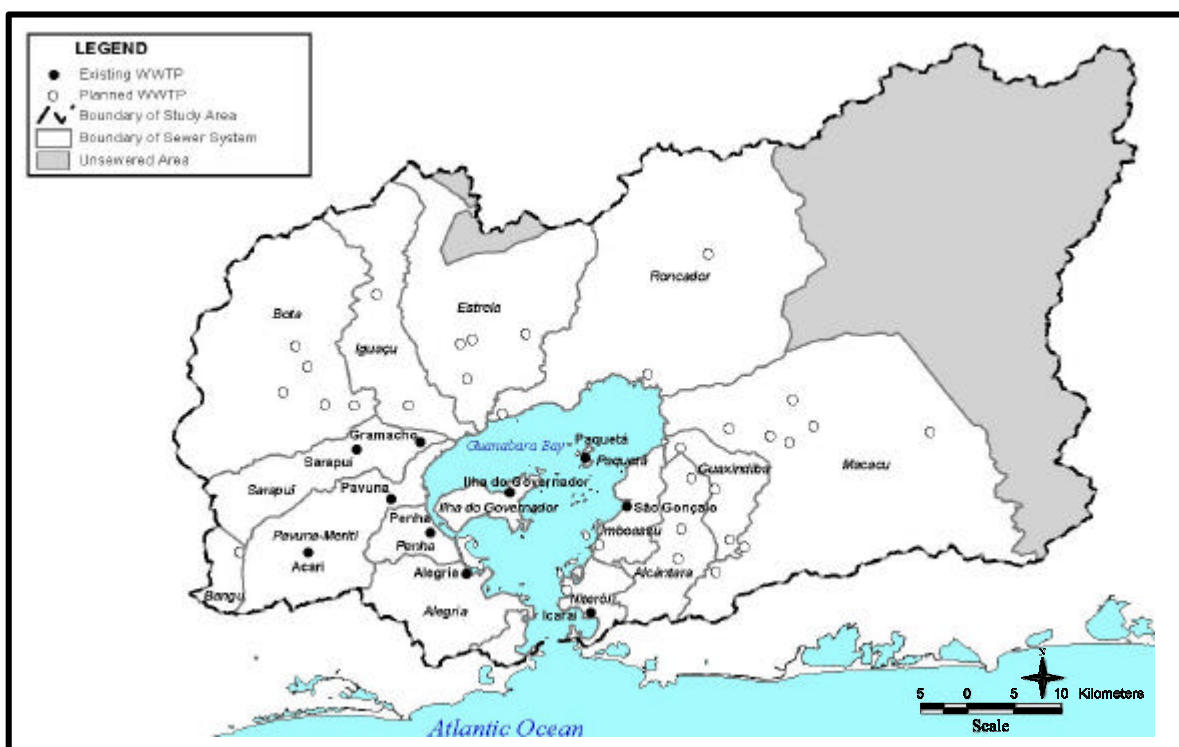 LEGEND
Existing WWTP
Planned WWTP
Boundary of Study Area
Boundary of Sewer System
Unsewered Area
Roncador
Estrela
Bota
Iguaçu
Gramacho
Sarapuí
Guanabara Bay
Paquetá
Paquetá
Guaxindiba
Macacu
Sarapuí
Pavuna
Ilha do Governador
Ilha do Governador
São Gonçalo
Penha
Imboassu
Pavuna-Meriti
Penha
Acari
Alegria
Alcântara
Bangu
Niterói
Alegria
Icaraí
N
5 0 5 10 Kilometers
Scale
Atlantic Ocean